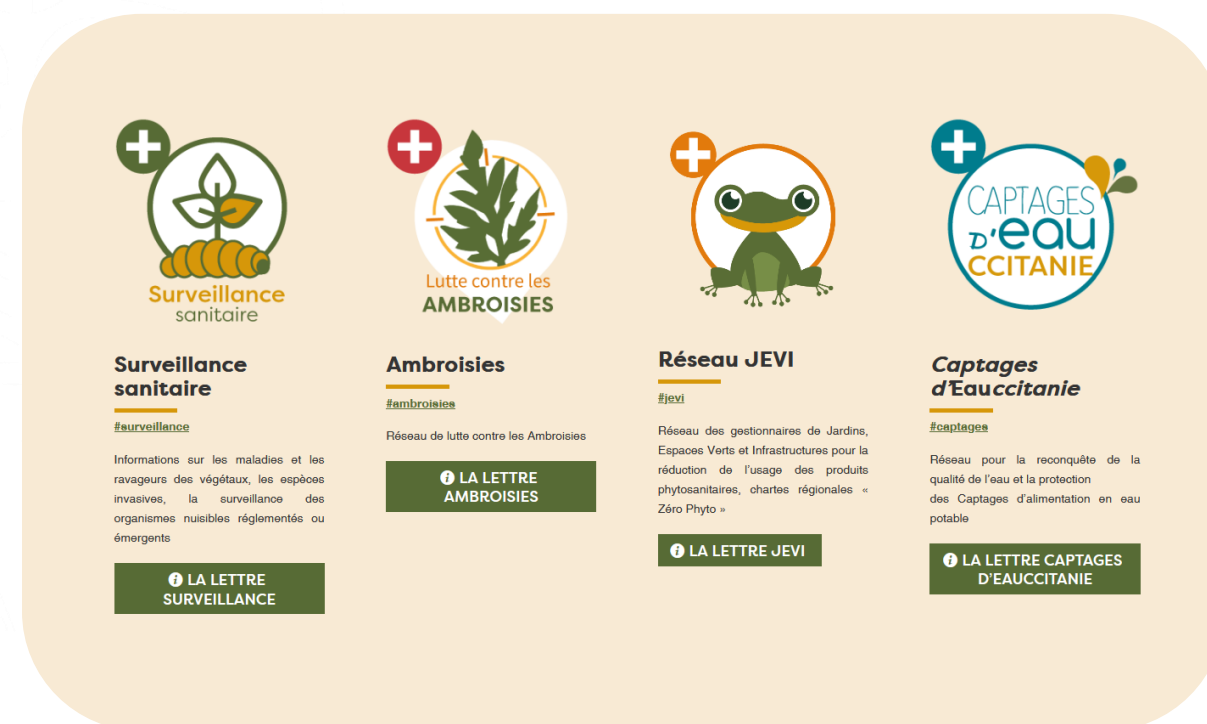 Surveillance
sanitaire
Lutte contre les
AMBROISIES
CAPTAGES
D'eau
CCITANIE
Surveillance
sanitaire
#surveillance
Informations sur les maladies et les
ravageurs des végétaux, les espèces
invasives, la surveillance des
organismes nuisibles réglementés ou
émergents
LA LETTRE
SURVEILLANCE
Ambroisies
#ambroisies
Réseau de lutte contre les Ambroisies
LA LETTRE
AMBROISIES
Réseau JEVI
#jevi
Réseau des gestionnaires de Jardins,
Espaces Verts et Infrastructures pour la
réduction de l'usage des produits
phytosanitaires, chartes régionales «
Zéro Phyto »
LA LETTRE JEVI
Captages
d'Eauccitanie
#captages
Réseau pour la reconquête de la
qualité de l'eau et la protection
des Captages d'alimentation en eau
potable
LA LETTRE CAPTAGES
D'EAUCCITANIE